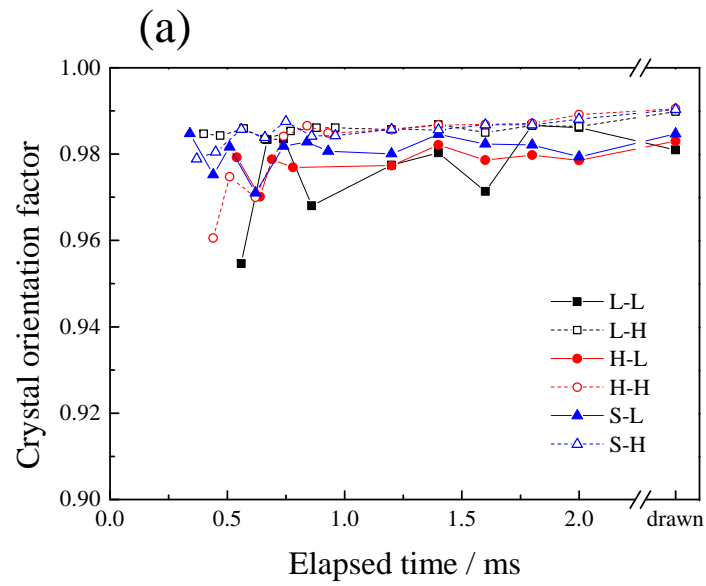 (a)
1.00
0.98
0.96
0.94
0.92
0.90
Crystal orientation factor
L-L
L-H
H-L
H-H
S-L
S-H
0.0 0.5 1.0 1.5 2.0 drawn
Elapsed time / ms